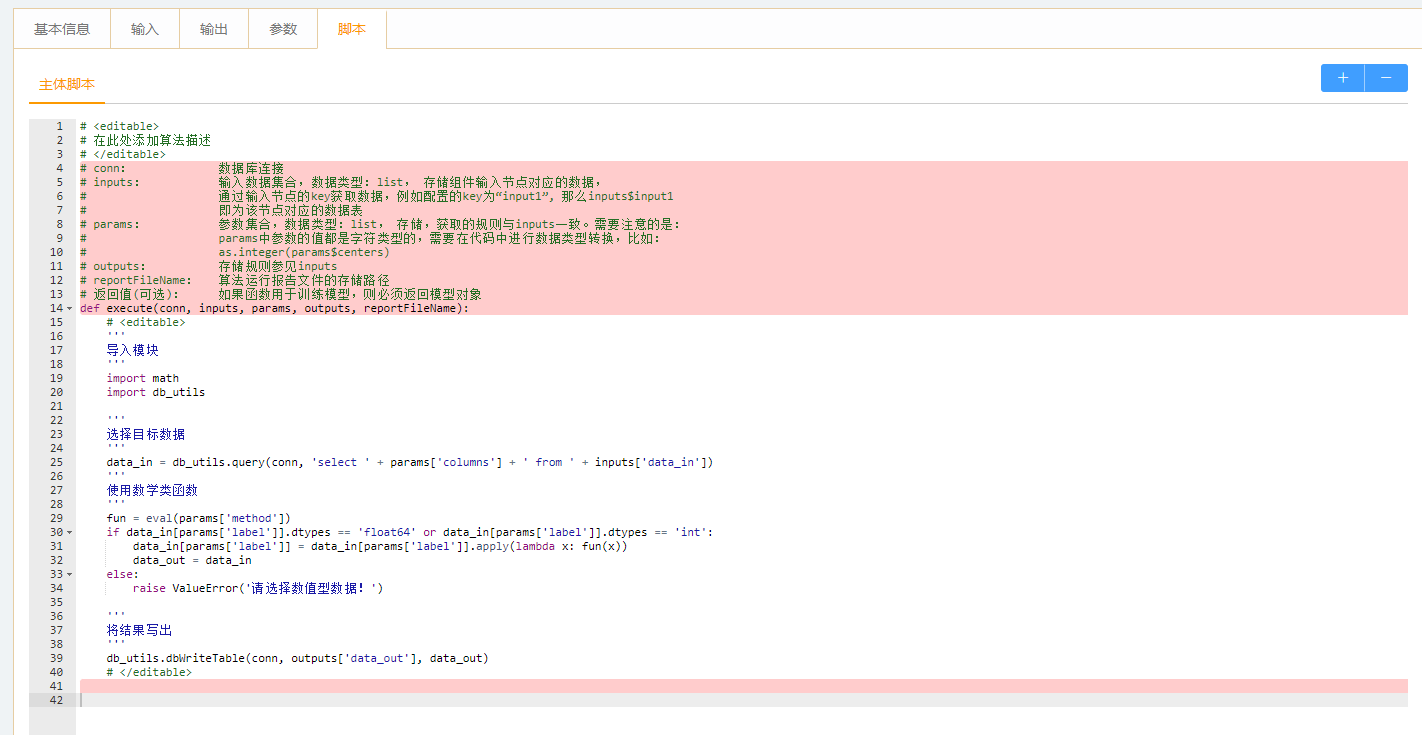 基本信息 输入 输出 参数 脚本
主体脚本
+ −
1 # <editable>
2 # 在此处添加算法描述
3 # </editable>
4 # conn: 数据库连接
5 # inputs: 输入数据集合，数据类型：list， 存储组件输入节点对应的数据，
6 # 通过输入节点的key获取数据，例如配置的key为“input1”，那么inputs$input1
7 # 即为该节点对应的数据表
8 # params: 参数集合，数据类型：list， 存储，获取的规则与inputs一致。需要注意的是：
9 # params中参数的值都是字符类型的，需要在代码中进行数据类型转换，比如：
10 # as.integer(params$centers)
11 # outputs: 存储规则参见inputs
12 # reportFileName: 算法运行报告文件的存储路径
13 # 返回值(可选): 如果函数用于训练模型，则必须返回模型对象
14 def execute(conn, inputs, params, outputs, reportFileName):
15 # <editable>
16 '''
17 导入模块
18 '''
19 import math
20 import db_utils
21
22 '''
23 选择目标数据
24 '''
25 data_in = db_utils.query(conn, 'select ' + params['columns'] + ' from ' + inputs['data_in'])
26 '''
27 使用数学类函数
28 '''
29 fun = eval(params['method'])
30 if data_in[params['label']].dtypes == 'float64' or data_in[params['label']].dtypes == 'int':
31 data_in[params['label']] = data_in[params['label']].apply(lambda x: fun(x))
32 data_out = data_in
33 else:
34 raise ValueError('请选择数值型数据！')
35
36 '''
37 将结果写出
38 '''
39 db_utils.dbWriteTable(conn, outputs['data_out'], data_out)
40 # </editable>
41
42